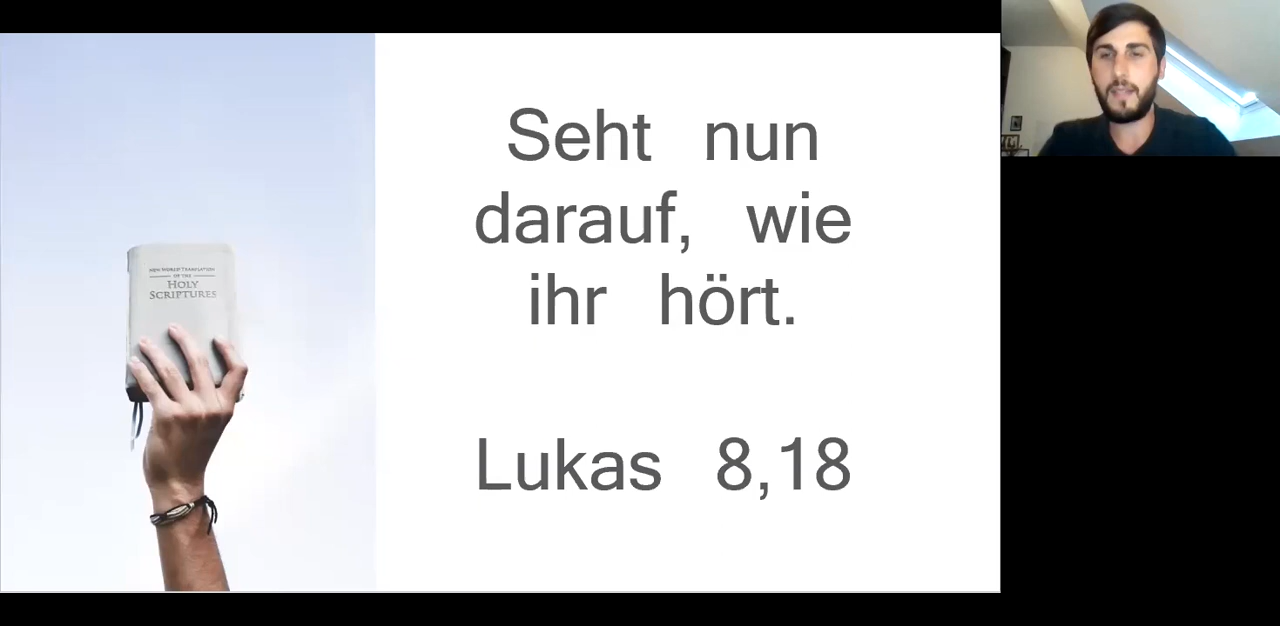 Seht nun
darauf, wie
ihr hört.
Lukas 8,18
NEW WORLD TRANSLATION
OF THE
HOLY
SCRIPTURES